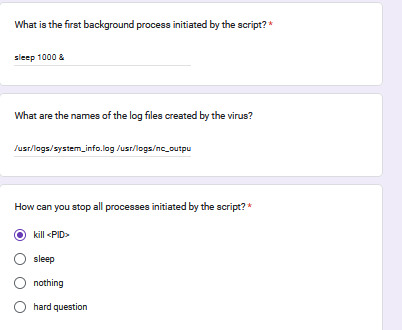 What is the first background process initiated by the script? *
sleep 1000 &
What are the names of the log files created by the virus?
/usr/logs/system_info.log /usr/logs/nc_outpu
How can you stop all processes initiated by the script? *
kill <PID>
sleep
nothing
hard question